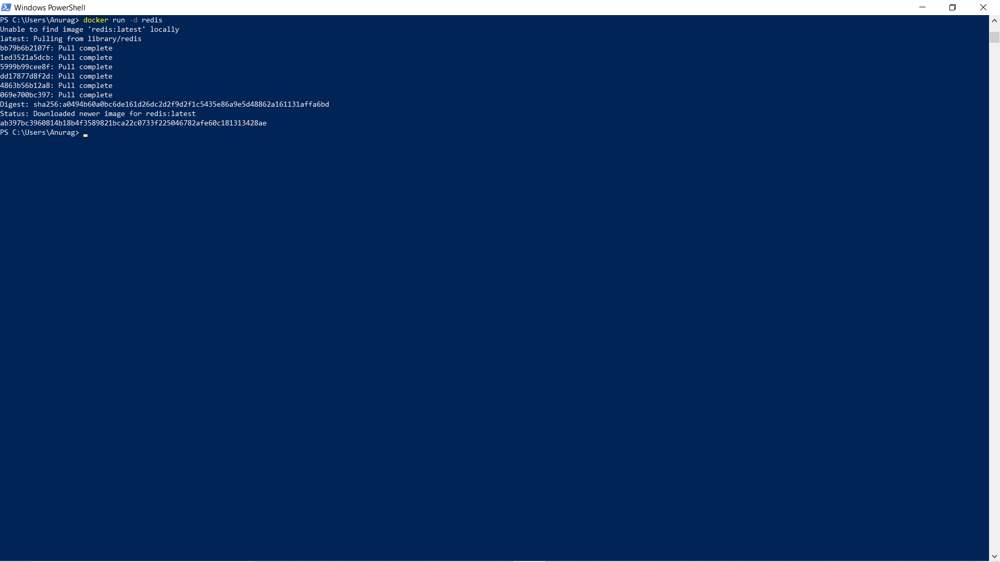 Windows PowerShell
PS C:\Users\Anurag> docker run -d redis
Unable to find image 'redis:latest' locally
latest: Pulling from library/redis
bb79b6b2107f: Pull complete
1ed3521a5dcb: Pull complete
5999b99cee8f: Pull complete
dd17877d8f2d: Pull complete
4863b56b12a8: Pull complete
069e700bc397: Pull complete
Digest: sha256:a0494b60a0bc6de161d26dc2d2f9d2f1c5435e86a9e5d48862a161131affa6bd
Status: Downloaded newer image for redis:latest
ab397bc3960814b18b4f3589821bca22c0733f225046782afe60c181313428ae
PS C:\Users\Anurag>